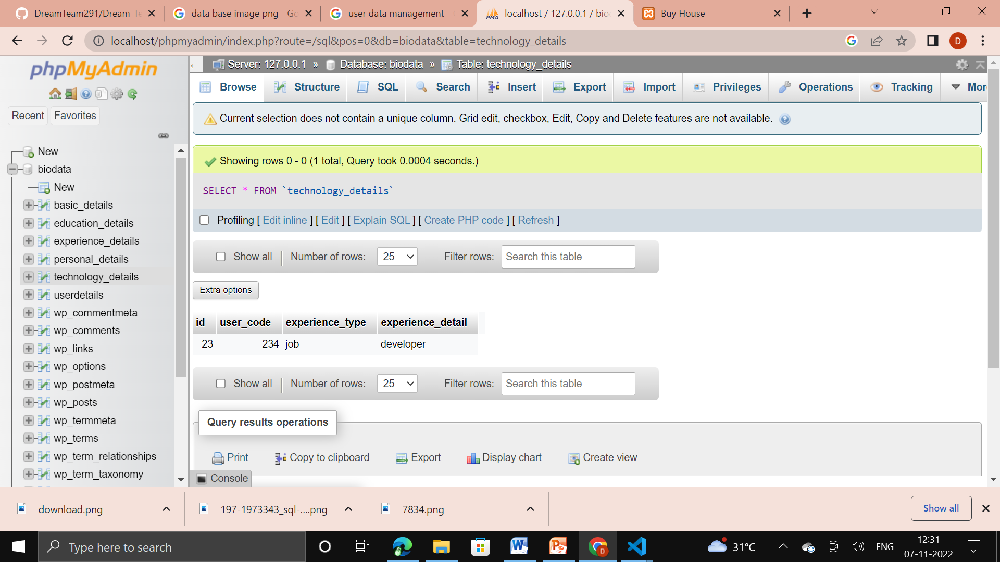 DreamTeam291/Dream-Te
data base image png - Go
user data management -
localhost / 127.0.0.1 / bio
Buy House
localhost/phpmyadmin/index.php?route=/sql&pos=0&db=biodata&table=technology_details
D
phpMyAdmin
Recent
Favorites
New
biodata
New
basic_details
education_details
experience_details
personal_details
technology_details
userdetails
wp_commentmeta
wp_comments
wp_links
wp_options
wp_postmeta
wp_posts
wp_termmeta
wp_terms
wp_term_relationships
wp_term_taxonomy
Server: 127.0.0.1 » Database: biodata » Table: technology_details
Browse Structure SQL Search Insert Export Import Privileges Operations Tracking Mor
Current selection does not contain a unique column. Grid edit, checkbox, Edit, Copy and Delete features are not available.
Showing rows 0 - 0 (1 total, Query took 0.0004 seconds.)
SELECT * FROM `technology_details`
Profiling [ Edit inline ] [ Edit ] [ Explain SQL ] [ Create PHP code ] [ Refresh ]
Show all Number of rows: 25 Filter rows: Search this table
Extra options
id user_code experience_type experience_detail
23 234 job developer
Show all Number of rows: 25 Filter rows: Search this table
Query results operations
Print Copy to clipboard Export Display chart Create view
Console
download.png
197-1973343_sql-....png
7834.png
Show all
Type here to search
31°C
ENG
12:31
07-11-2022